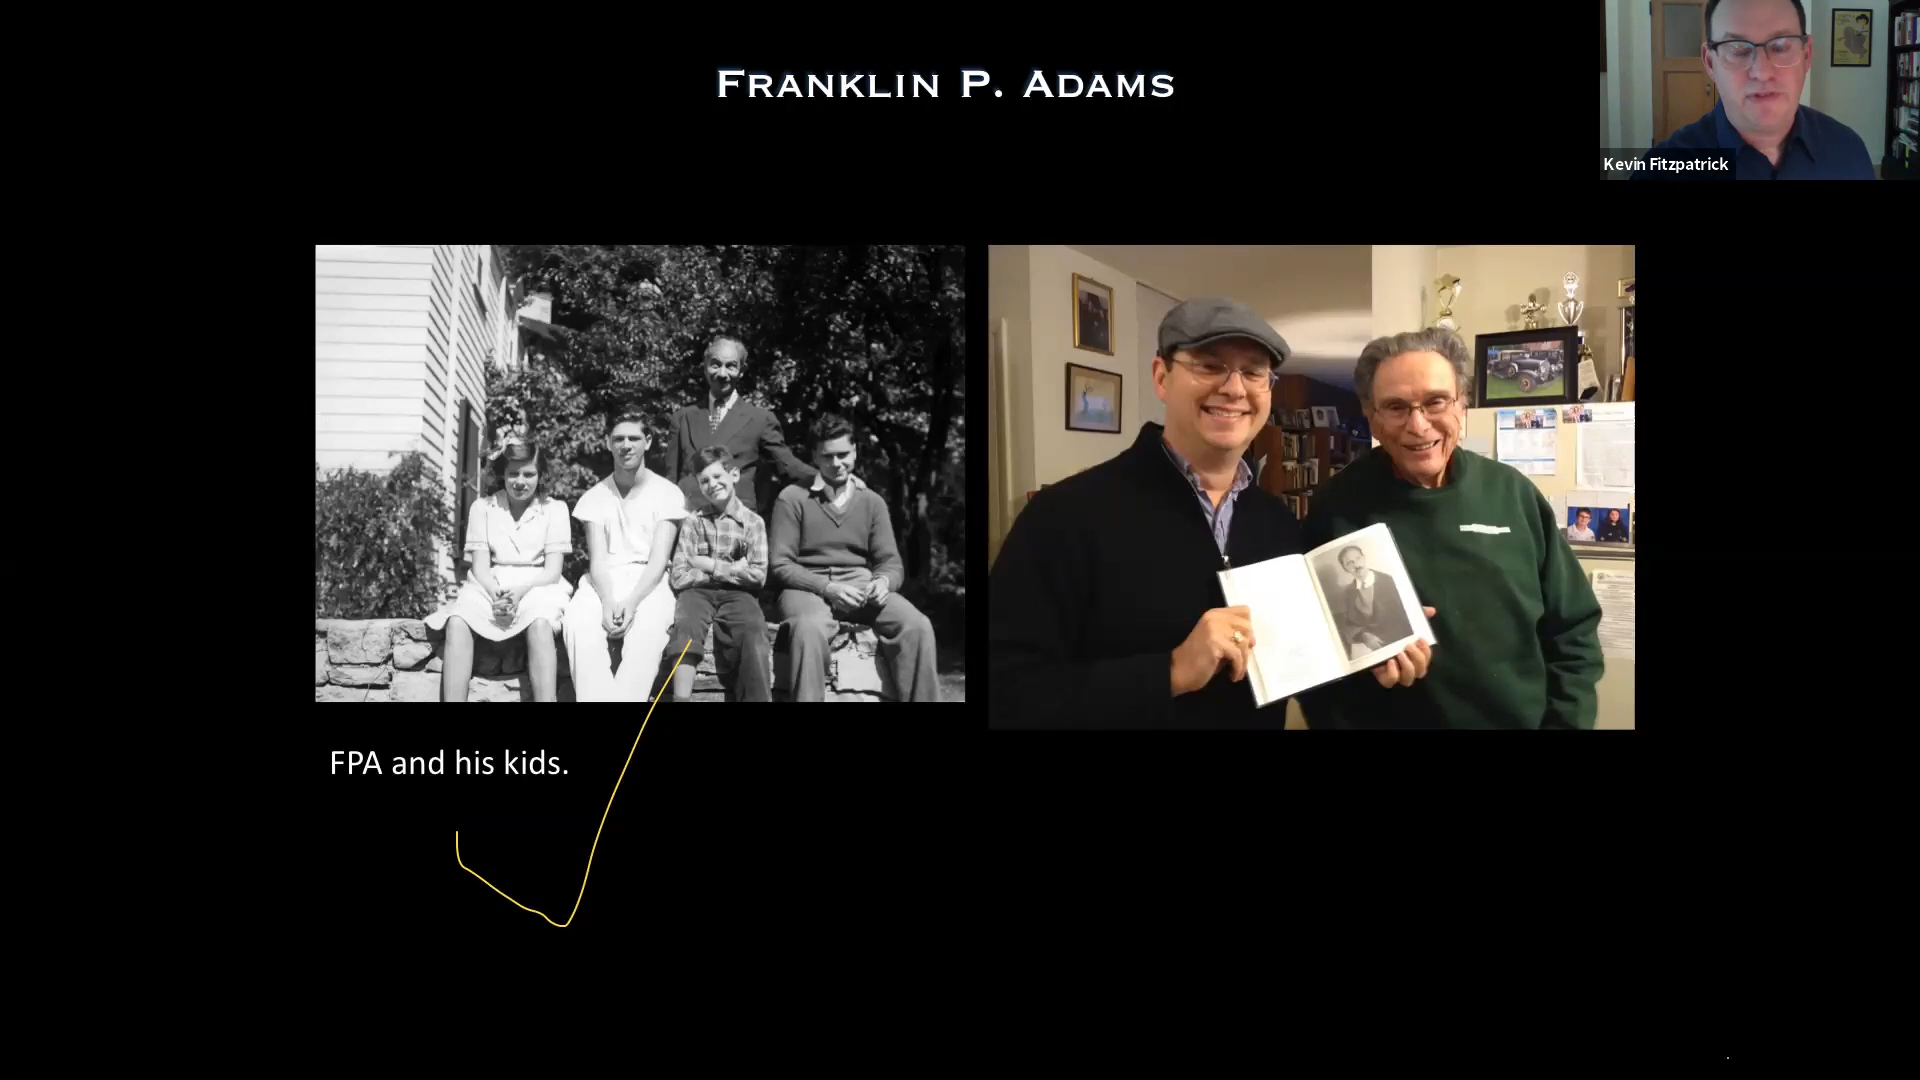 FRANKLIN P. ADAMS
Kevin Fitzpatrick
FPA and his kids.